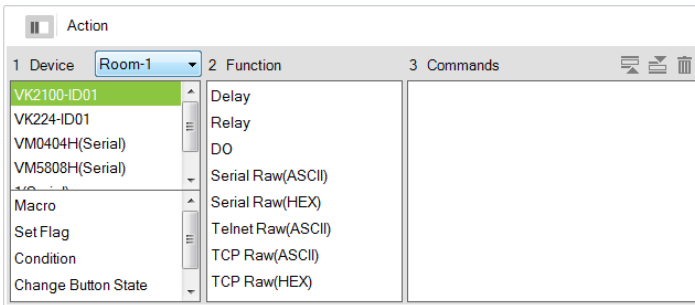 Action
1 Device Room-1 2 Function 3 Commands
VK2100-ID01
VK224-ID01
VM0404H(Serial)
VM5808H(Serial)
Macro
Set Flag
Condition
Change Button State
Delay
Relay
DO
Serial Raw(ASCII)
Serial Raw(HEX)
Telnet Raw(ASCII)
TCP Raw(ASCII)
TCP Raw(HEX)